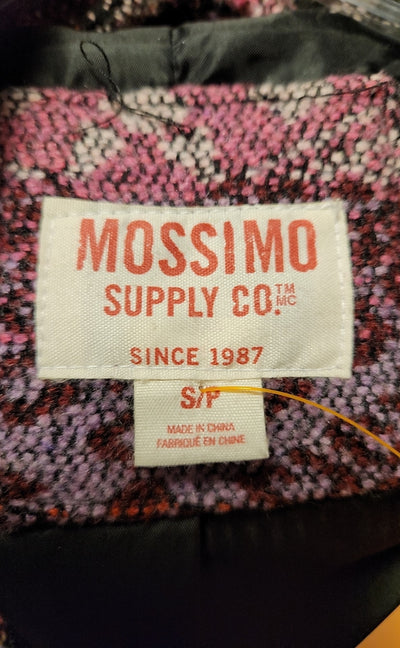 MOSSIMO
SUPPLY CO.™ MC
SINCE 1987
S/P
MADE IN CHINA
FABRIQUÉ EN CHINE